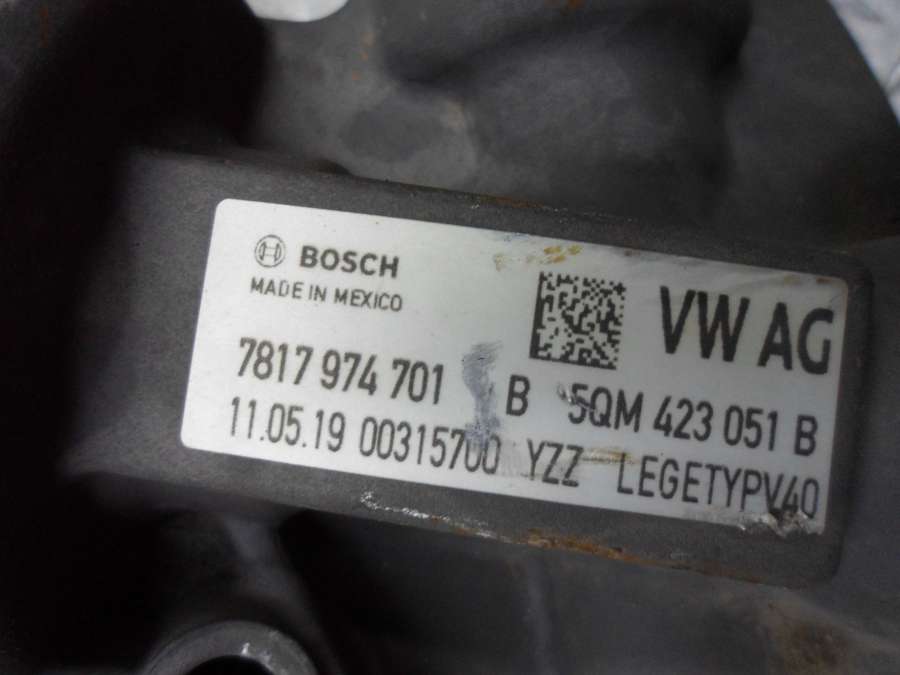 BOSCH
MADE IN MEXICO
VW AG
7817 974 701 B 5QM 423 051 B
11.05.19 00315700 YZZ LEGETYPV40